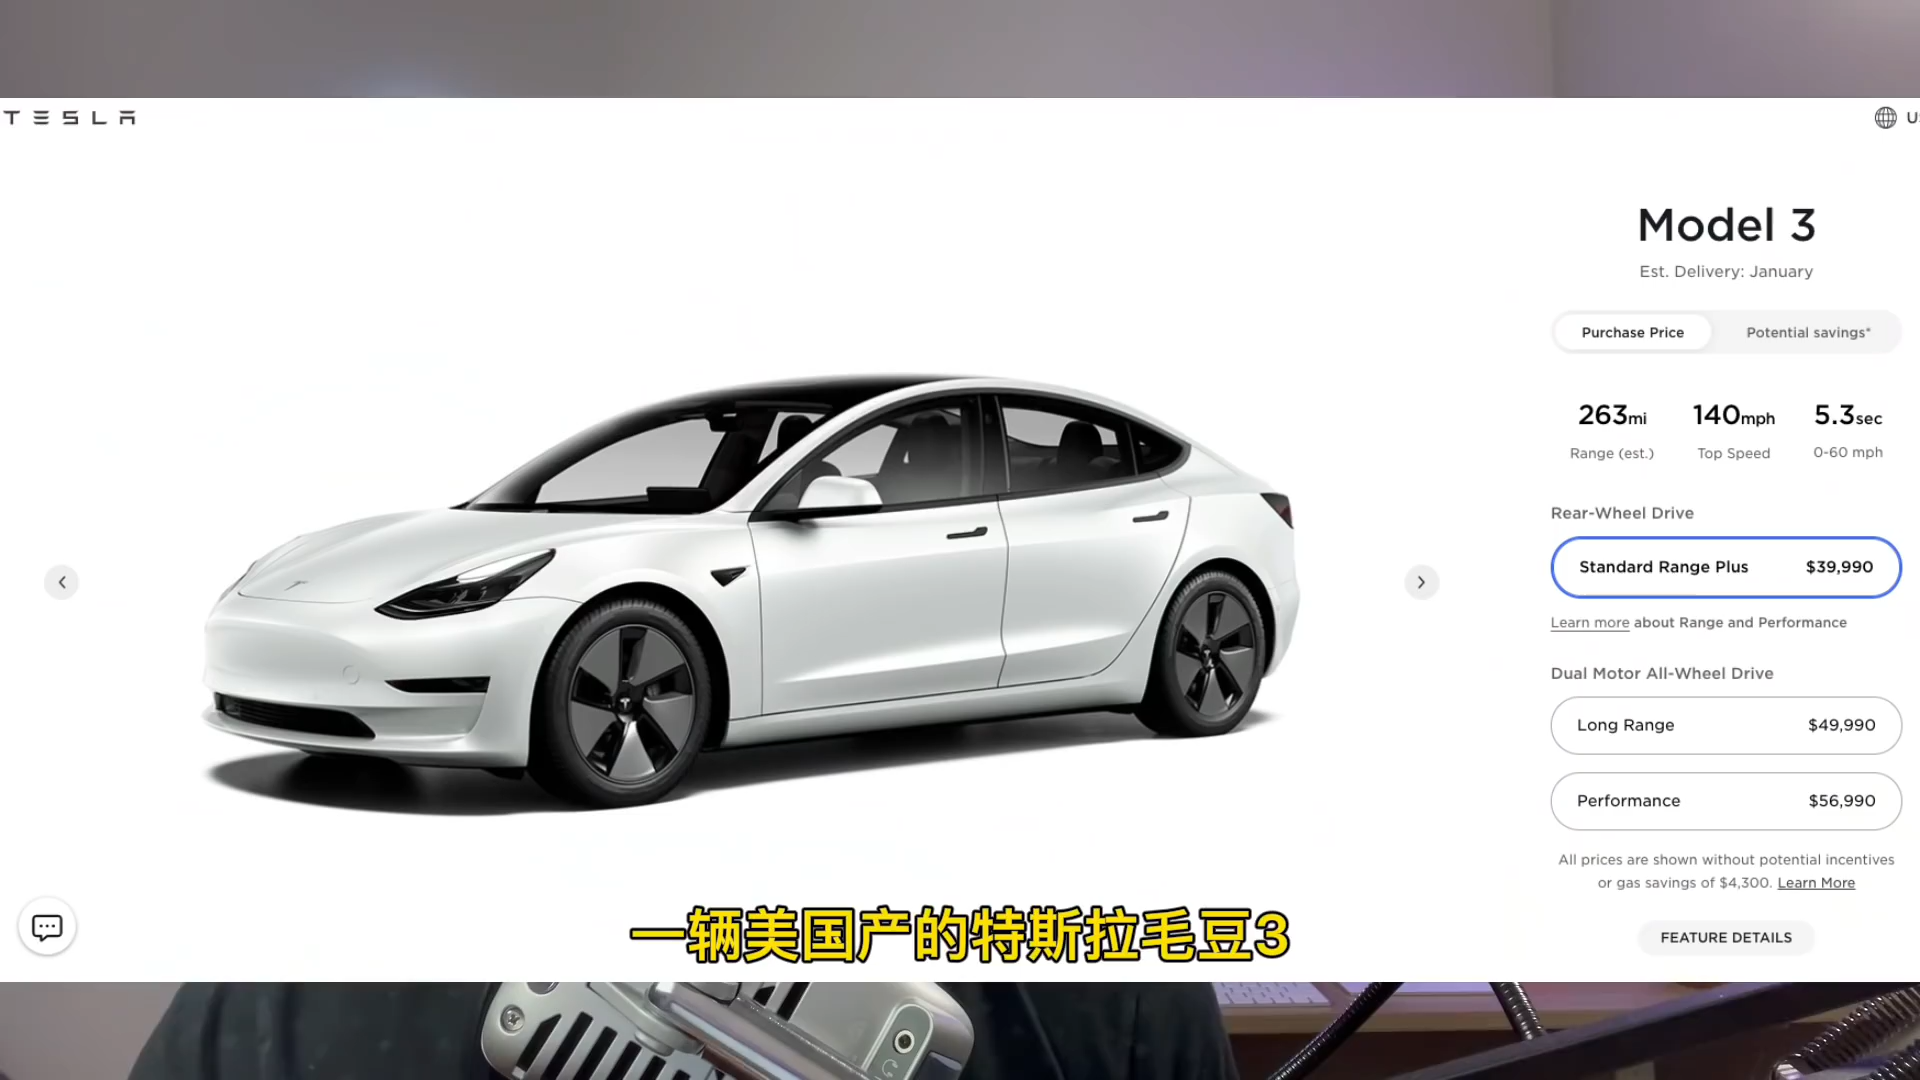 TESLA
US
Model 3
Est. Delivery: January
Purchase Price
Potential savings*
263mi
140mph
5.3sec
Range (est.)
Top Speed
0-60 mph
Rear-Wheel Drive
Standard Range Plus $39,990
Learn more about Range and Performance
Dual Motor All-Wheel Drive
Long Range $49,990
Performance $56,990
All prices are shown without potential incentives
or gas savings of $4,300. Learn More
FEATURE DETAILS
一辆美国产的特斯拉毛豆3